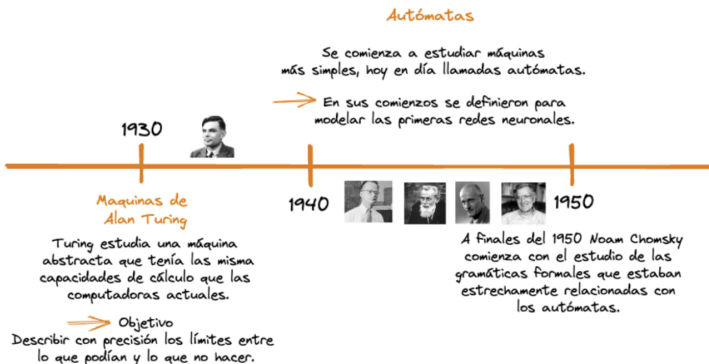 Autómatas
Se comienza a estudiar máquinas
más simples, hoy en día llamadas autómatas.
En sus comienzos se definieron para
modelar las primeras redes neuronales.
1930
1940
1950
Maquinas de
Alan Turing
Turing estudia una máquina
abstracta que tenía las misma
capacidades de cálculo que las
computadoras actuales.
Objetivo
Describir con precisión los límites entre
lo que podían y lo que no hacer.
A finales del 1950 Noam Chomsky
comienza con el estudio de las
gramáticas formales que estaban
estrechamente relacionadas con
los autómatas.